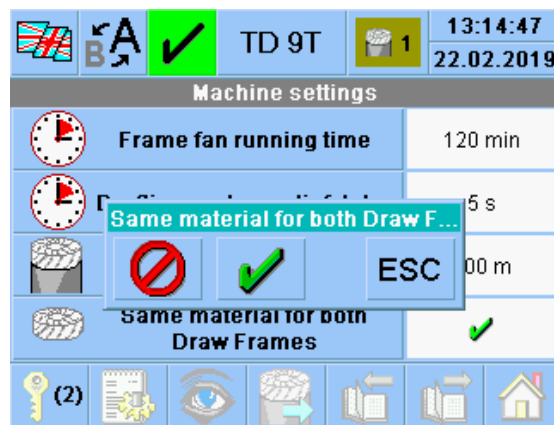 B A
TD 9T
1
13:14:47
22.02.2019
Machine settings
Frame fan running time
120 min
5 s
Same material for both Draw F...
ESC
00 m
Same material for both
Draw Frames
(2)